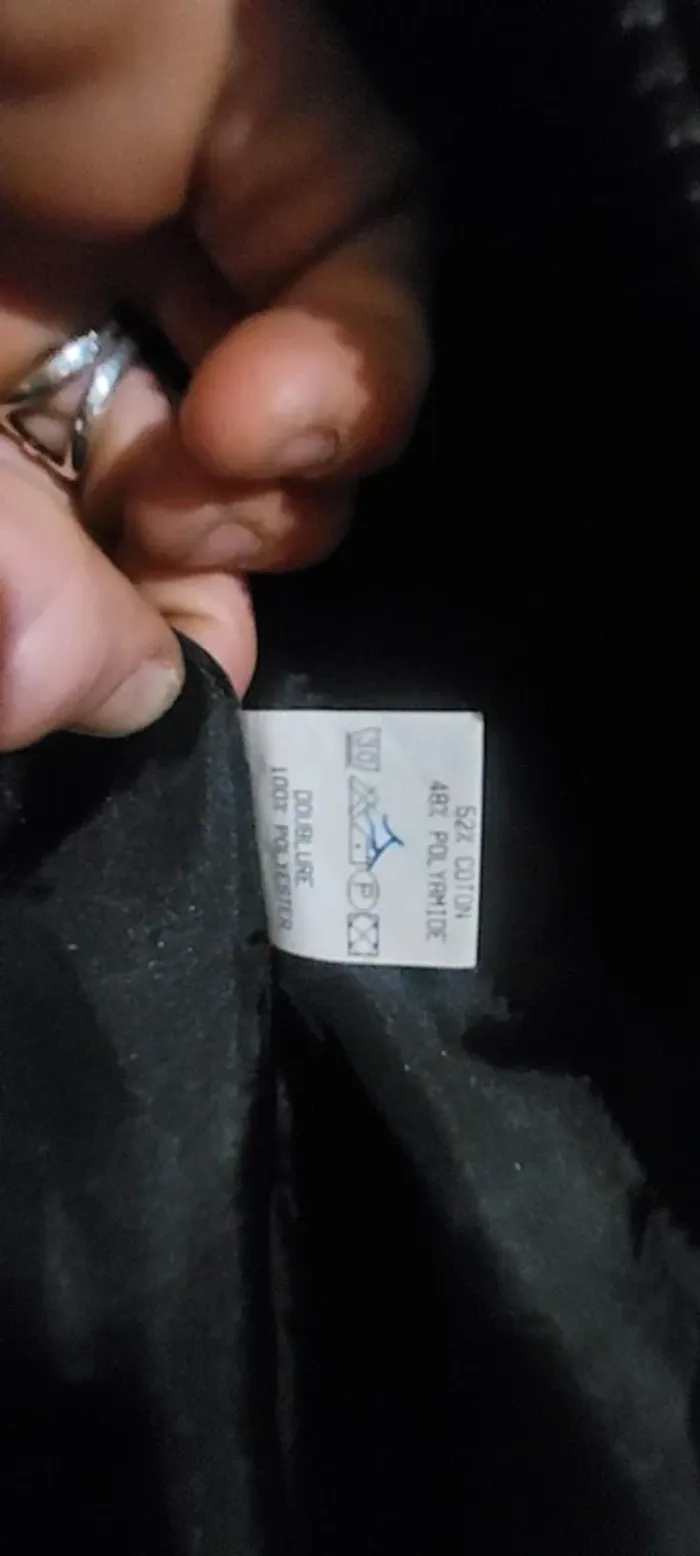 52% COTON
48% POLYAMIDE
P
DOUBLURE
100% POLYESTER